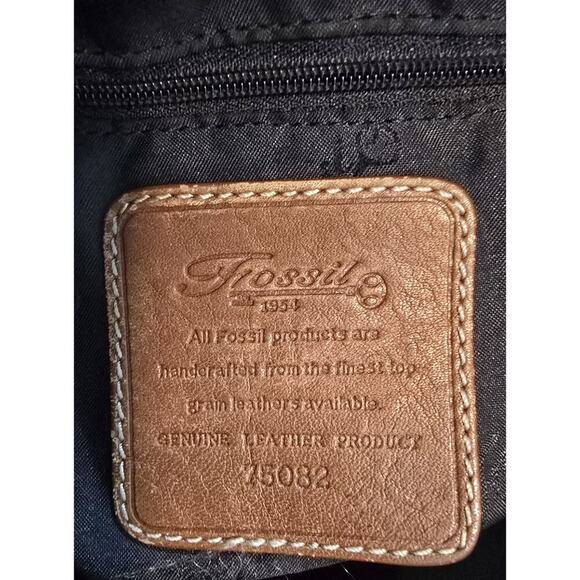 Fossil
1954
All Fossil products are
handcrafted from the finest top
grain leathers available.
GENUINE LEATHER PRODUCT
75082